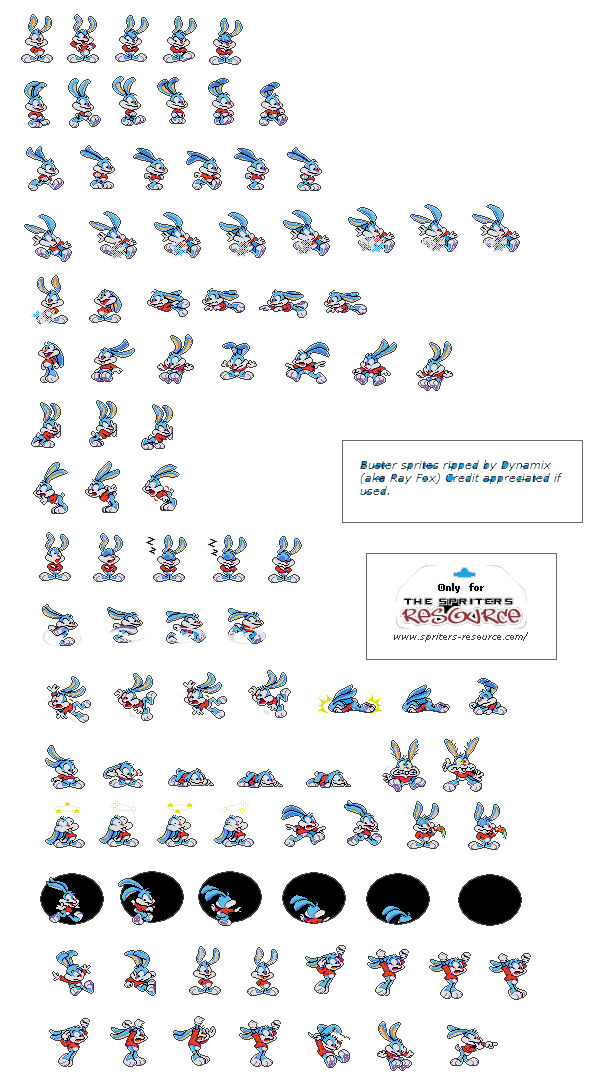 Buster sprites ripped by Dynamix
(aka Ray Fox) Credit appreciated if
used.
Only for
THE SPRITERS
RESOURCE
www.spriters-resource.com/